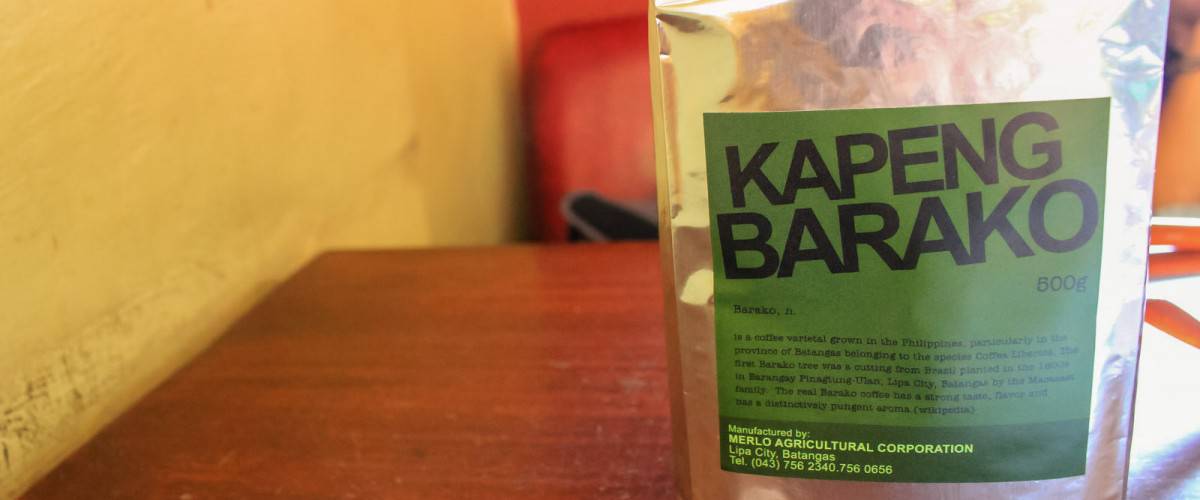 KAPENG
BARAKO
500g
Barako, n.
is a coffee varietal grown in the Philippines, particularly in the
province of Batangas belonging to the species Coffea Liberica. The
first Barako tree was a cutting from Brazil planted in the 1800s
in Barangay Pinagtung-Ulan, Lipa City, Batangas by the Macasaet
family. The real Barako coffee has a strong taste, flavor and
has a distinctively pungent aroma.(wikipedia)
Manufactured by:
MERLO AGRICULTURAL CORPORATION
Lipa City, Batangas
Tel. (043) 756 2340.756 0656